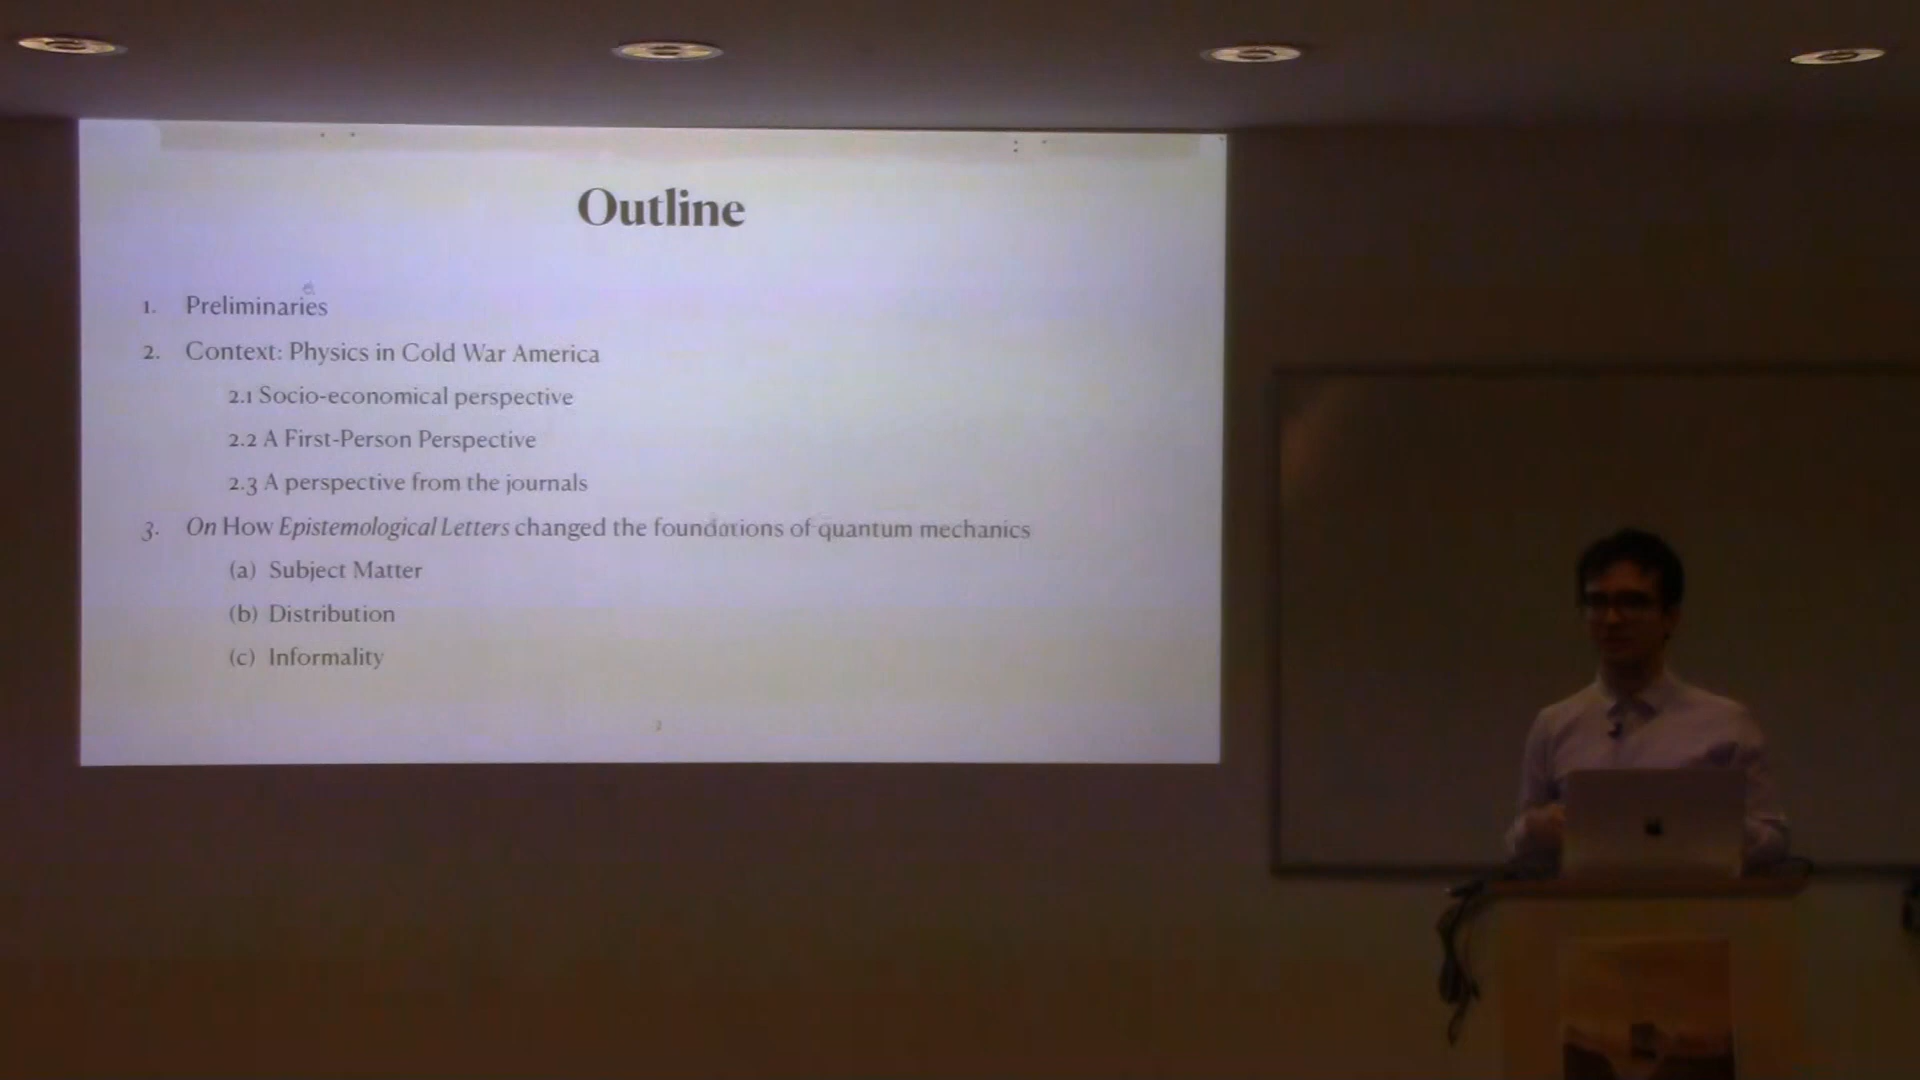 Outline
1. Preliminaries
2. Context: Physics in Cold War America
2.1 Socio-economical perspective
2.2 A First-Person Perspective
2.3 A perspective from the journals
3. On How Epistemological Letters changed the foundations of quantum mechanics
(a) Subject Matter
(b) Distribution
(c) Informality
2